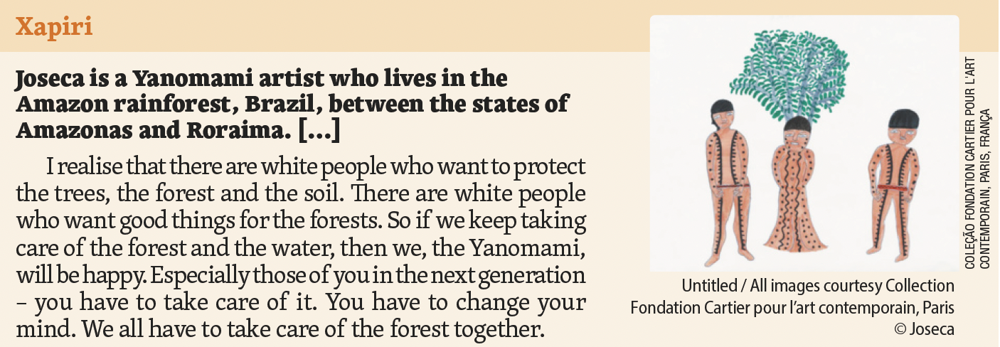 Xapiri
Joseca is a Yanomami artist who lives in the
Amazon rainforest, Brazil, between the states of
Amazonas and Roraima. [...]
I realise that there are white people who want to protect
the trees, the forest and the soil. There are white people
who want good things for the forests. So if we keep taking
care of the forest and the water, then we, the Yanomami,
will be happy. Especially those of you in the next generation
– you have to take care of it. You have to change your
mind. We all have to take care of the forest together.
COLEÇÃO FONDATION CARTIER POUR L'ART
CONTEMPORAIN, PARIS, FRANÇA
Untitled / All images courtesy Collection
Fondation Cartier pour l'art contemporain, Paris
© Joseca